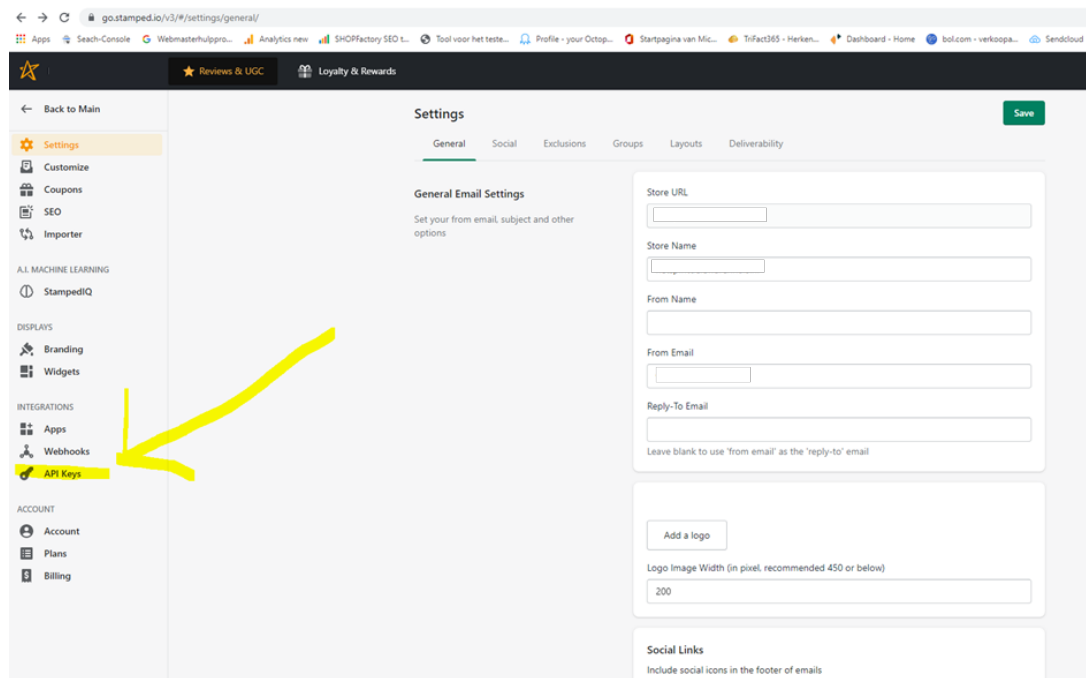 go.stamped.io/v3/#/settings/general/
Apps Seach-Console Webmasterhulppro... Analytics new SHOPFactory SEO t... Tool voor het teste... Profile - your Octop... Startpagina van Mic... TriFact365 - Herken... Dashboard - Home bol.com - verkoopa... Sendcloud
Reviews & UGC Loyalty & Rewards
Back to Main
Settings
Customize
Coupons
SEO
Importer
A.I. MACHINE LEARNING
StampedIQ
DISPLAYS
Branding
Widgets
INTEGRATIONS
Apps
Webhooks
API Keys
ACCOUNT
Account
Plans
Billing
Settings
Save
General Social Exclusions Groups Layouts Deliverability
General Email Settings
Set your from email, subject and other
options
Store URL
Store Name
From Name
From Email
Reply-To Email
Leave blank to use 'from email' as the 'reply-to' email
Add a logo
Logo Image Width (in pixel, recommended 450 or below)
200
Social Links
Include social icons in the footer of emails